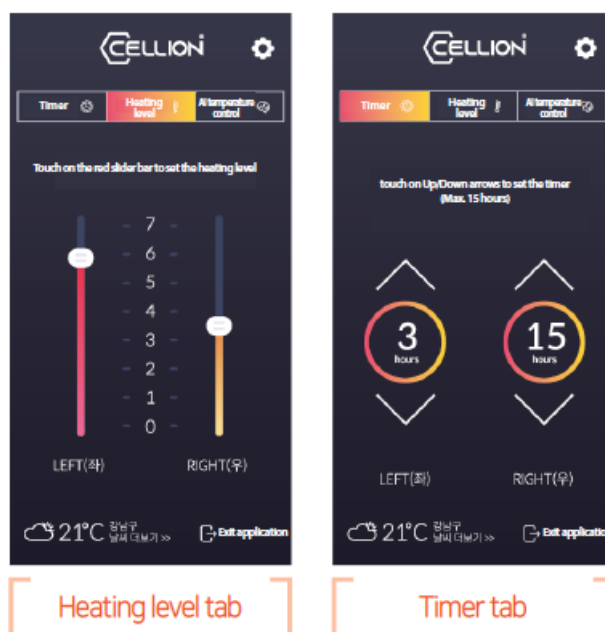 CELLION
Timer
Heating level
AI temperature control
Touch on the red slider bar to set the heating level
7
6
5
4
3
2
1
0
LEFT(좌)
RIGHT(우)
21°C
강남구
날씨 더보기 >>
Exit application
Heating level tab
CELLION
Timer
Heating level
AI temperature control
touch on Up/Down arrows to set the timer
(Max. 15 hours)
3
hours
15
hours
LEFT(좌)
RIGHT(우)
21°C
강남구
날씨 더보기 >>
Exit applicatio
Timer tab